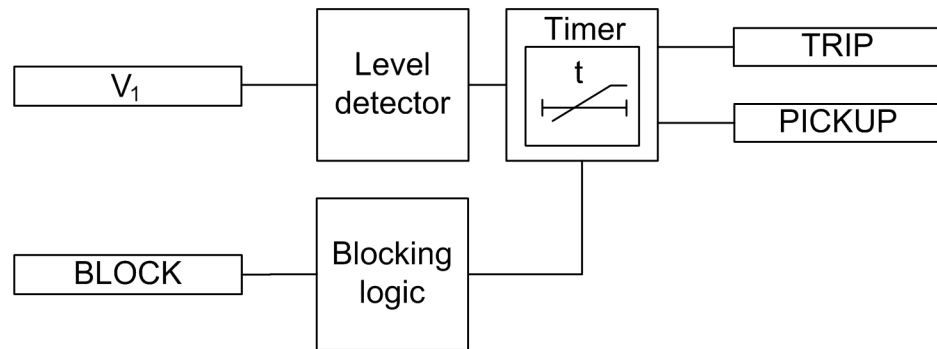 V₁
Level
detector
Timer
t
TRIP
PICKUP
BLOCK
Blocking
logic